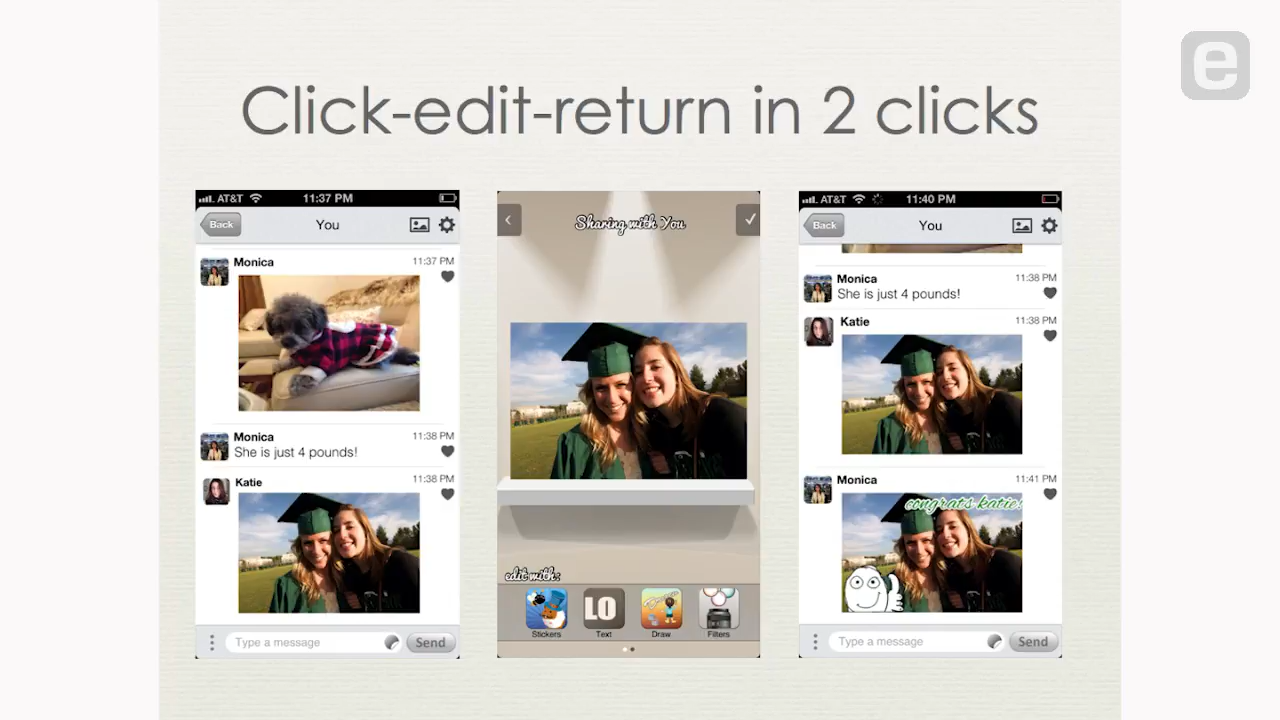 e
Click-edit-return in 2 clicks
AT&T 11:37 PM
Back You
Monica 11:37 PM
Monica 11:38 PM
She is just 4 pounds!
Katie 11:38 PM
Type a message Send
Sharing with You
edit with:
LO
Stickers Text Draw Filters
AT&T 11:40 PM
Back You
Monica 11:38 PM
She is just 4 pounds!
Katie 11:38 PM
Monica 11:41 PM
congrats katie!
Type a message Send